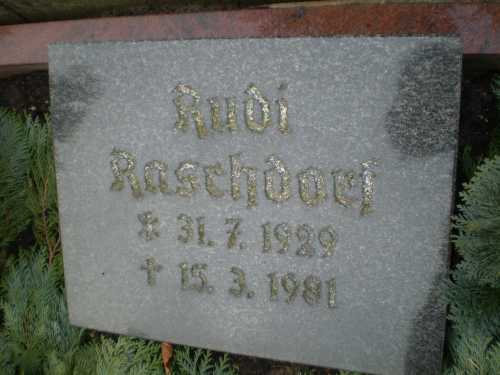 Rudi
Raschdorf
* 31. 7. 1929
† 15. 3. 1981